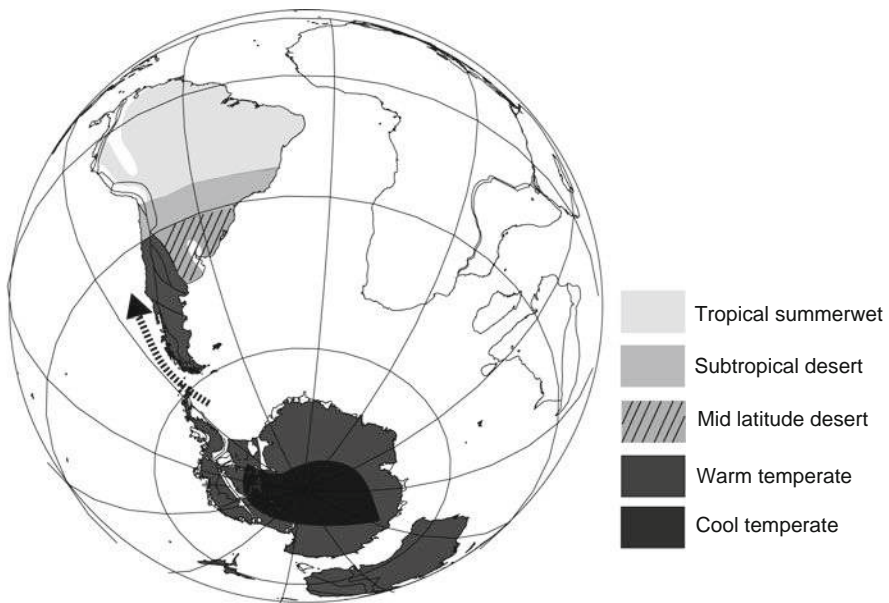 Tropical summerwet
Subtropical desert
Mid latitude desert
Warm temperate
Cool temperate